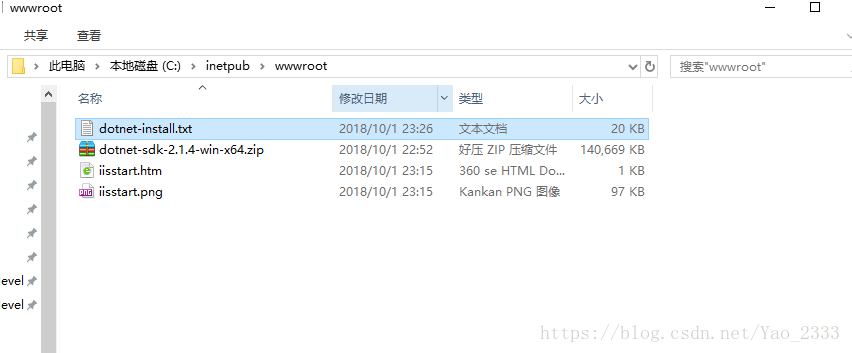 wwwroot
共享 查看
此电脑 本地磁盘 (C:) inetpub wwwroot 搜索"wwwroot"
名称 修改日期 类型 大小
dotnet-install.txt 2018/10/1 23:26 文本文档 20 KB
dotnet-sdk-2.1.4-win-x64.zip 2018/10/1 22:52 好压 ZIP 压缩文件 140,669 KB
iisstart.htm 2018/10/1 23:15 360 se HTML Do... 1 KB
iisstart.png 2018/10/1 23:15 Kankan PNG 图像 97 KB
level
level
https://blog.csdn.net/Yao_2333